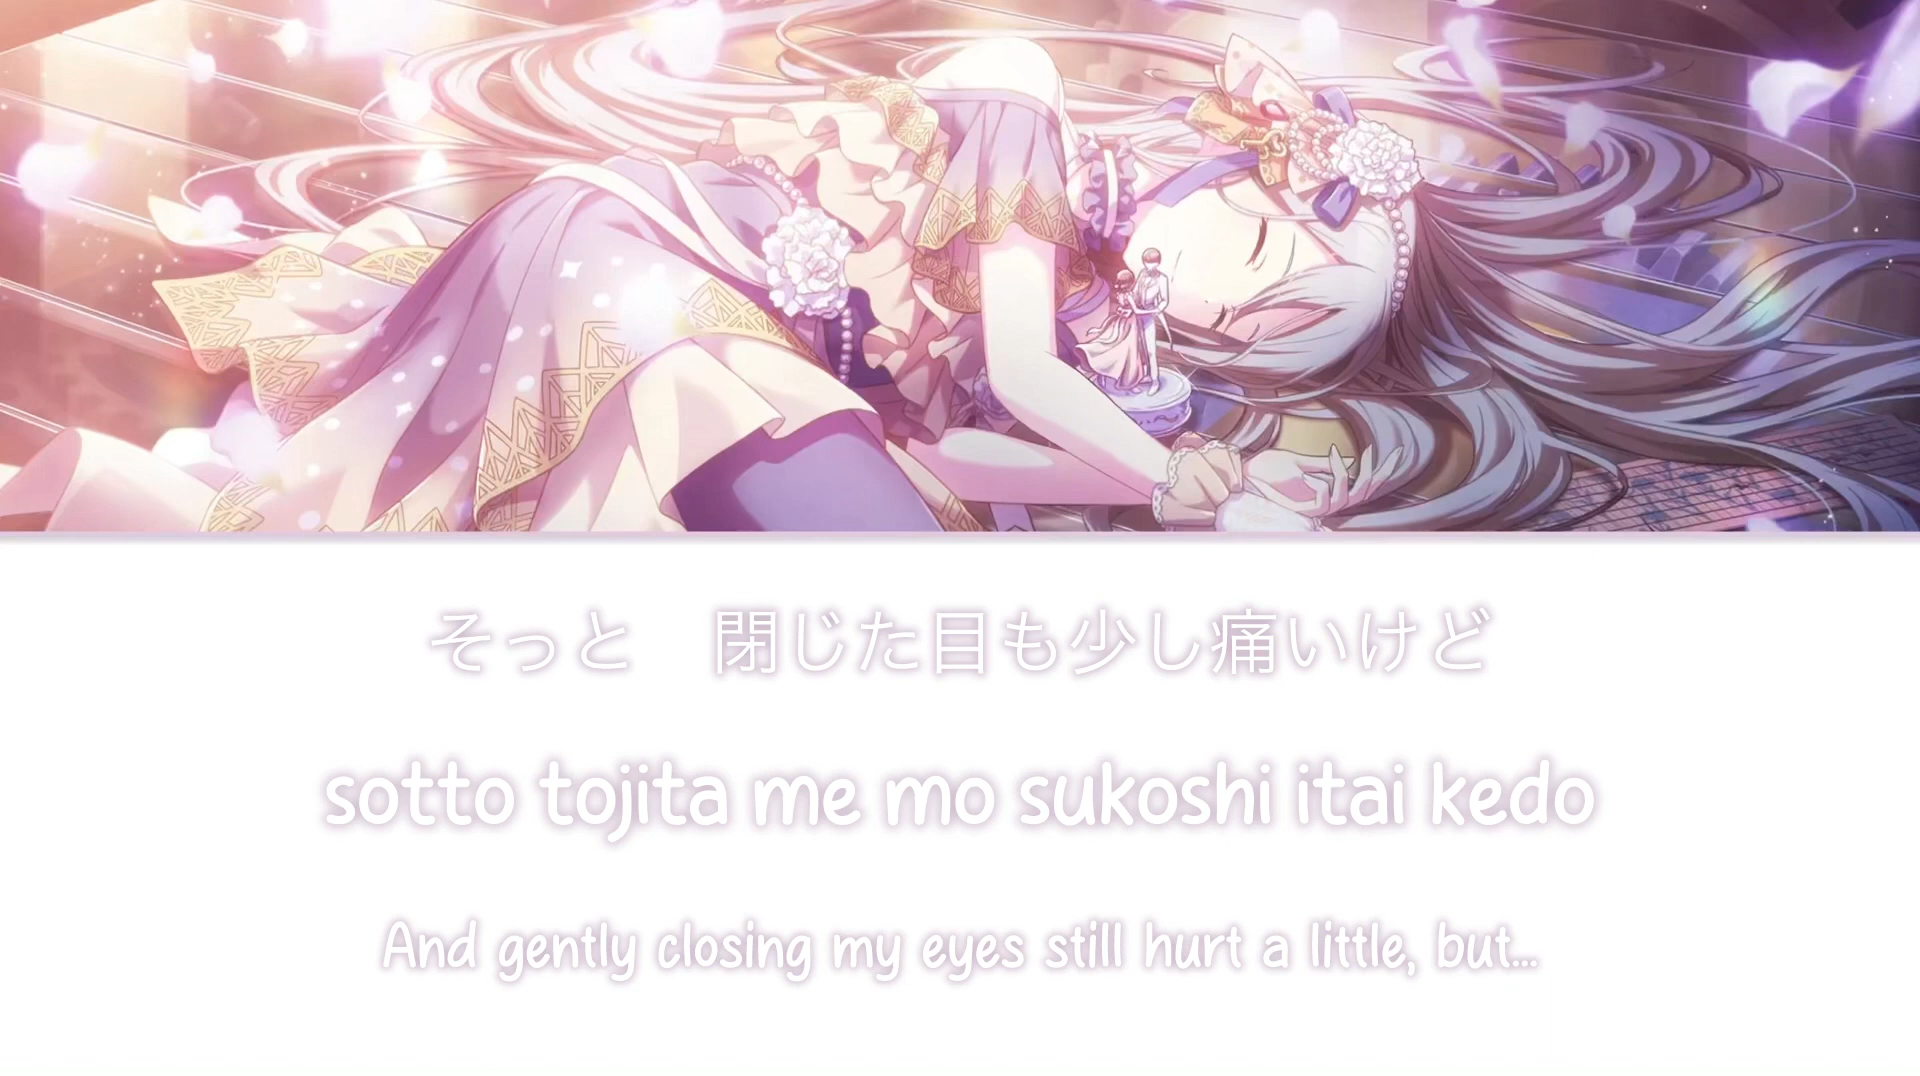 そっと　閉じた目も少し痛いけど
sotto tojita me mo sukoshi itai kedo
And gently closing my eyes still hurt a little, but...